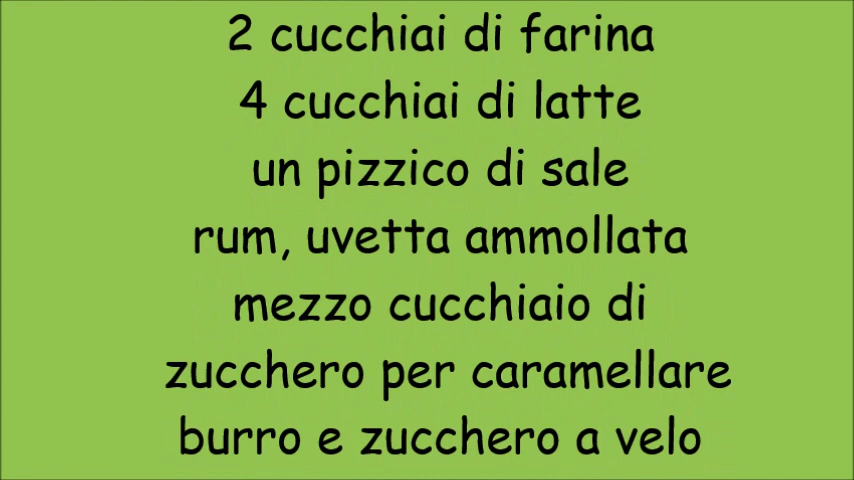 2 cucchiai di farina
4 cucchiai di latte
un pizzico di sale
rum, uvetta ammollata
mezzo cucchiaio di
zucchero per caramellare
burro e zucchero a velo